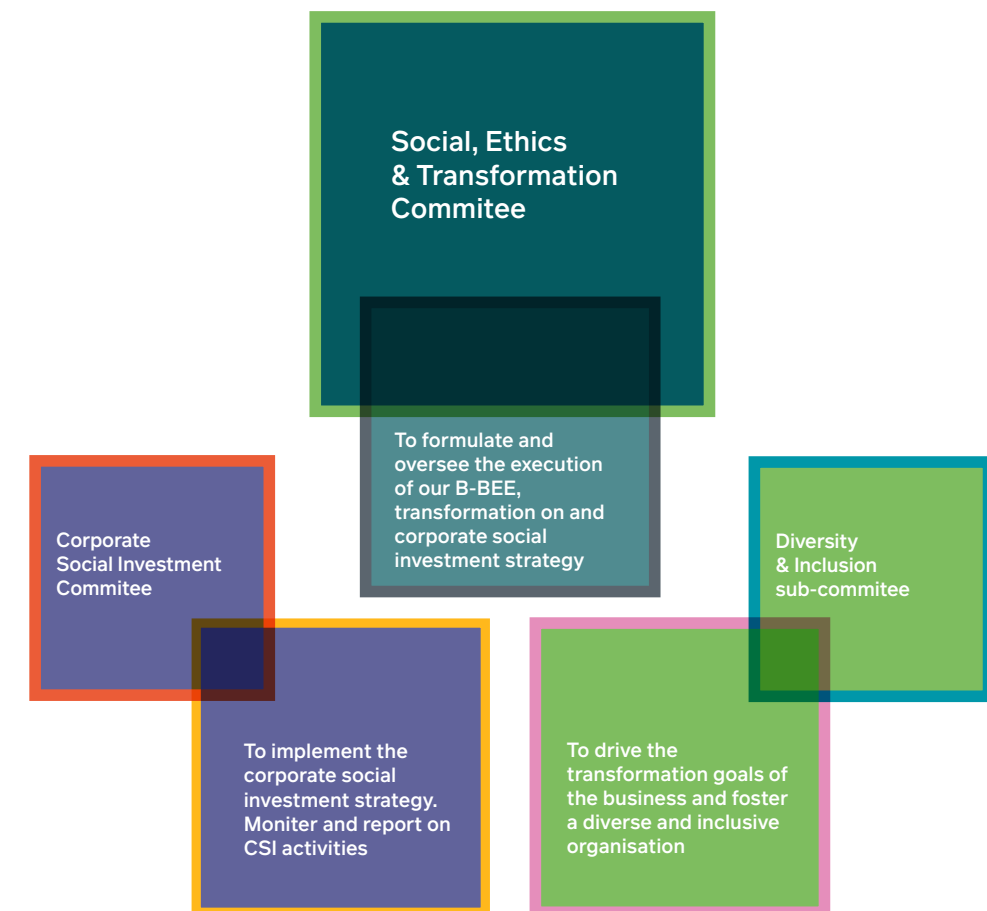 Social, Ethics
& Transformation
Commitee
To formulate and
oversee the execution
of our B-BEE,
transformation on and
corporate social
investment strategy
Corporate
Social Investment
Commitee
Diversity
& Inclusion
sub-commitee
To implement the
corporate social
investment strategy.
Moniter and report on
CSI activities
To drive the
transformation goals of
the business and foster
a diverse and inclusive
organisation